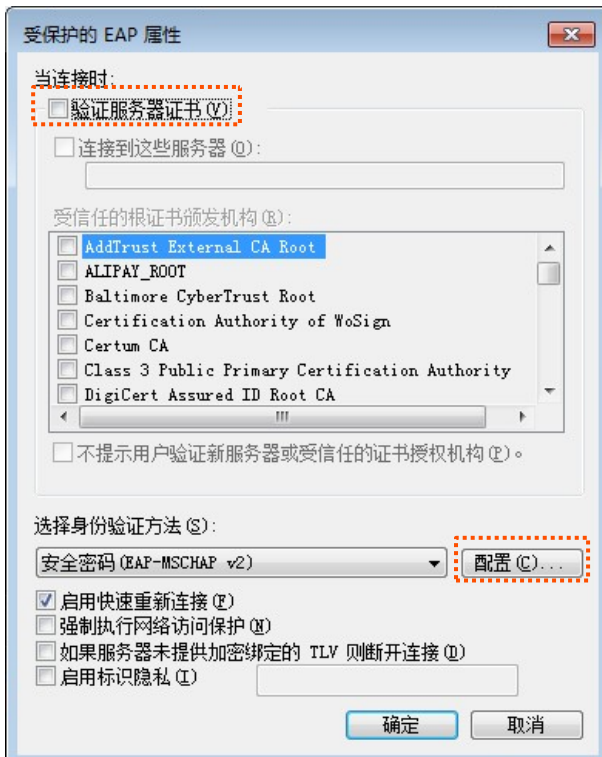 受保护的 EAP 属性
当连接时:
验证服务器证书(V)
连接到这些服务器(O):
受信任的根证书颁发机构(R):
AddTrust External CA Root
ALIPAY_ROOT
Baltimore CyberTrust Root
Certification Authority of WoSign
Certum CA
Class 3 Public Primary Certification Authority
DigiCert Assured ID Root CA
不提示用户验证新服务器或受信任的证书授权机构(P)。
选择身份验证方法(S):
安全密码(EAP-MSCHAP v2) 配置(C)...
启用快速重新连接(F)
强制执行网络访问保护(N)
如果服务器未提供加密绑定的 TLV 则断开连接(D)
启用标识隐私(I)
确定 取消